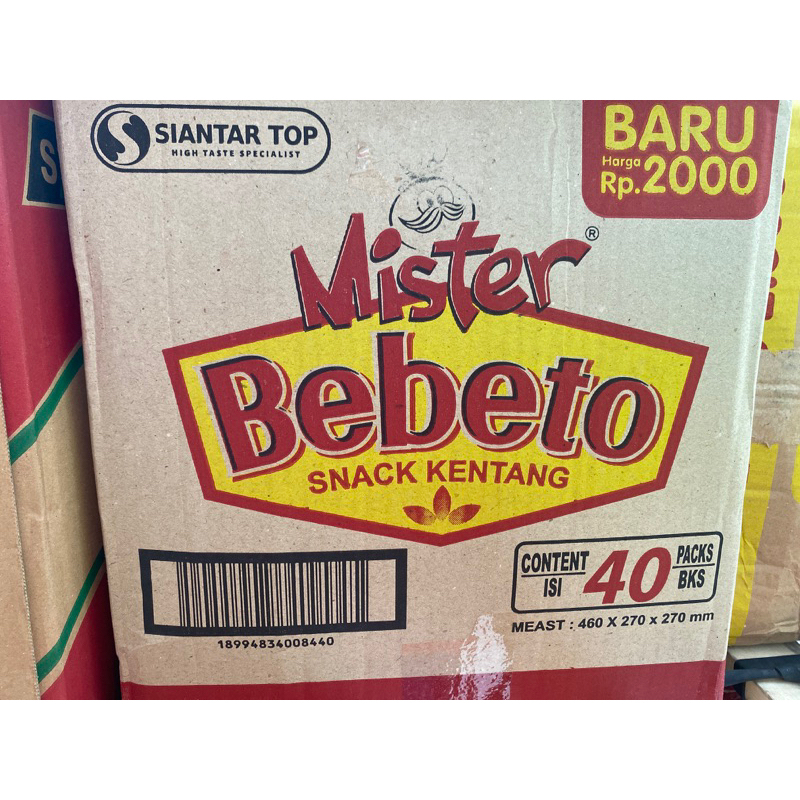 SIANTAR TOP
HIGH TASTE SPECIALIST
BARU
Harga
Rp.2000
Mister ®
Bebeto
SNACK KENTANG
CONTENT
ISI
40
PACKS
BKS
MEAST : 460 X 270 x 270 mm
18994834008440
S